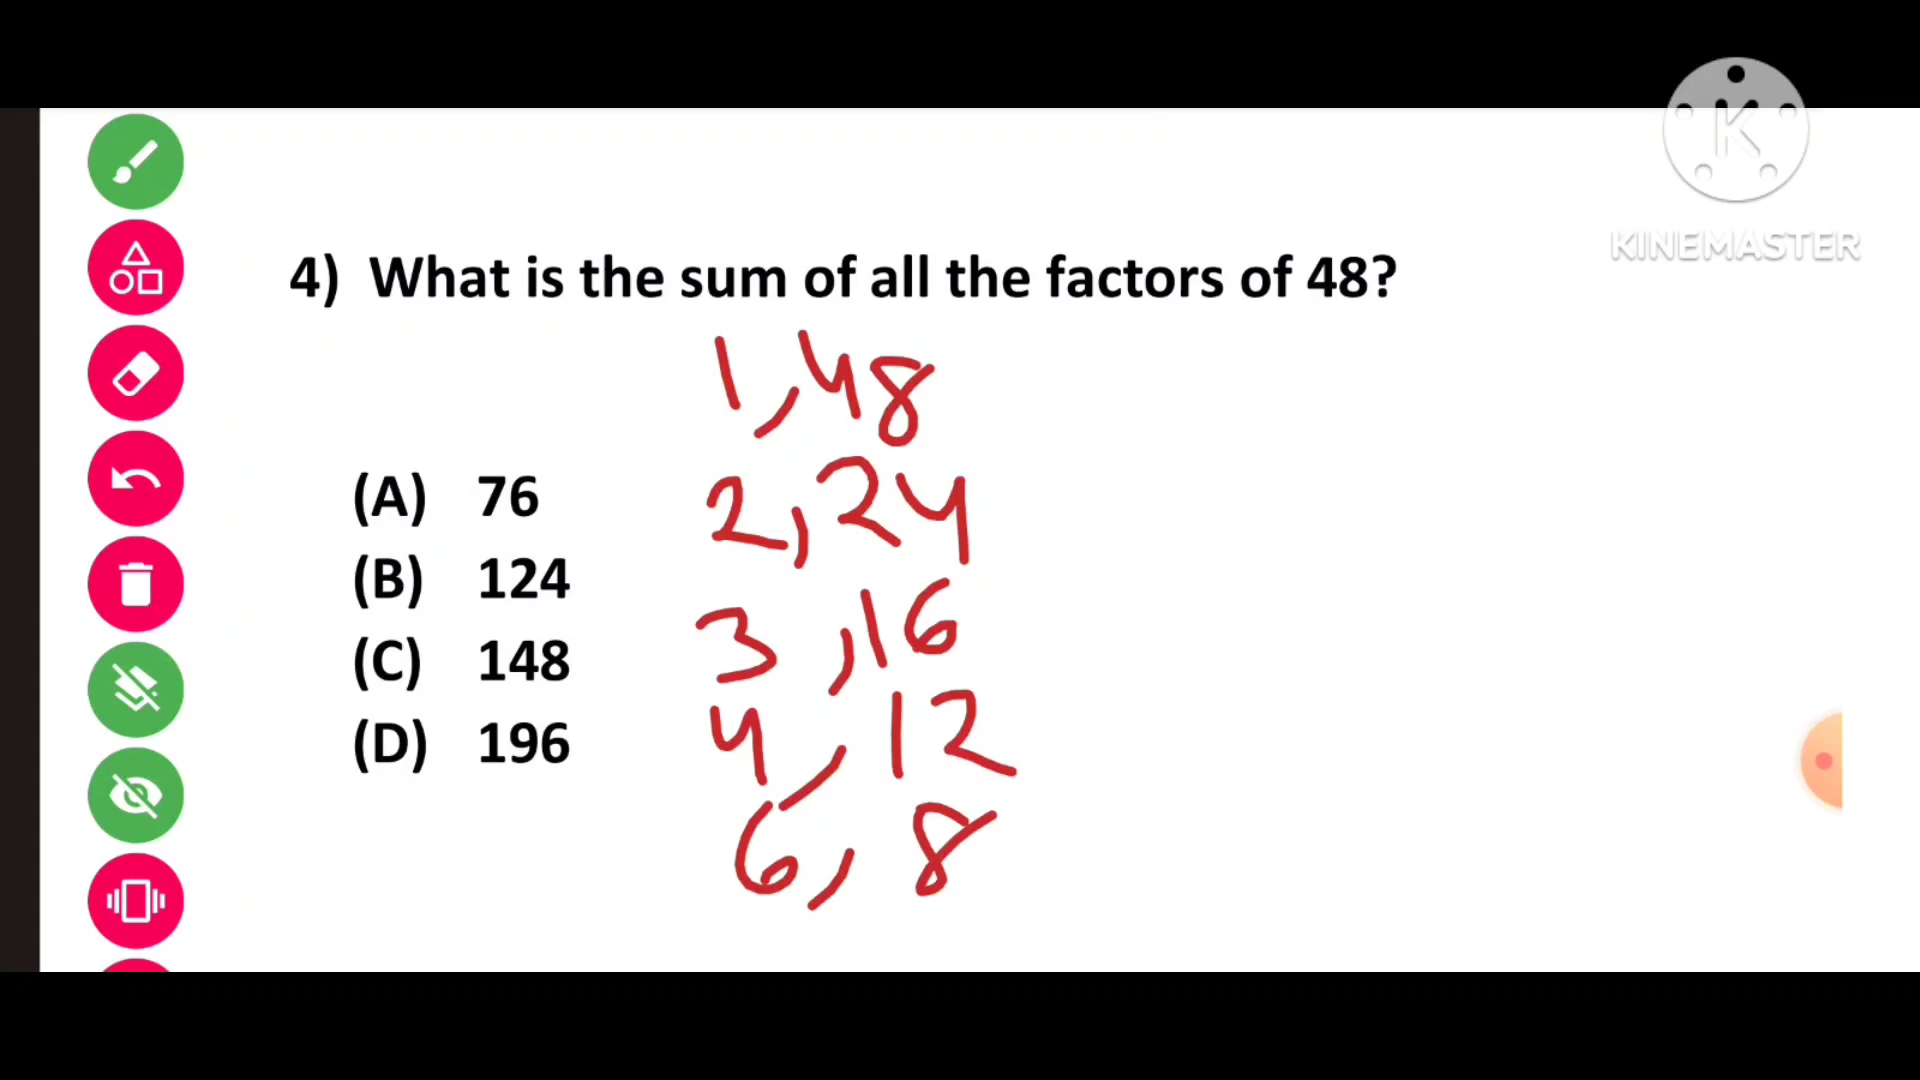 KINEMASTER
4) What is the sum of all the factors of 48?
1,48
(A) 76
2,24
(B) 124
3,16
(C) 148
4,12
(D) 196
6,8